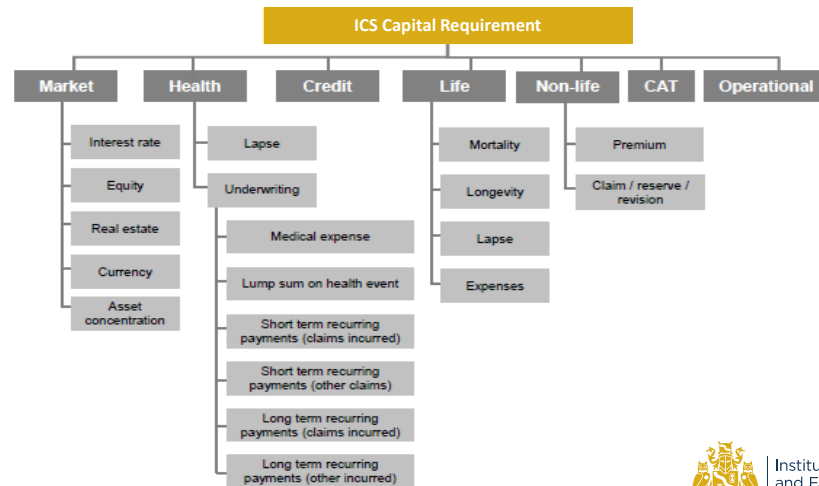 ICS Capital Requirement
Market
Health
Credit
Life
Non-life
CAT
Operational
Interest rate
Equity
Real estate
Currency
Asset
concentration
Lapse
Underwriting
Medical expense
Lump sum on health event
Short term recurring
payments (claims incurred)
Short term recurring
payments (other claims)
Long term recurring
payments (claims incurred)
Long term recurring
payments (other incurred)
Mortality
Longevity
Lapse
Expenses
Premium
Claim / reserve /
revision
Institu
and F